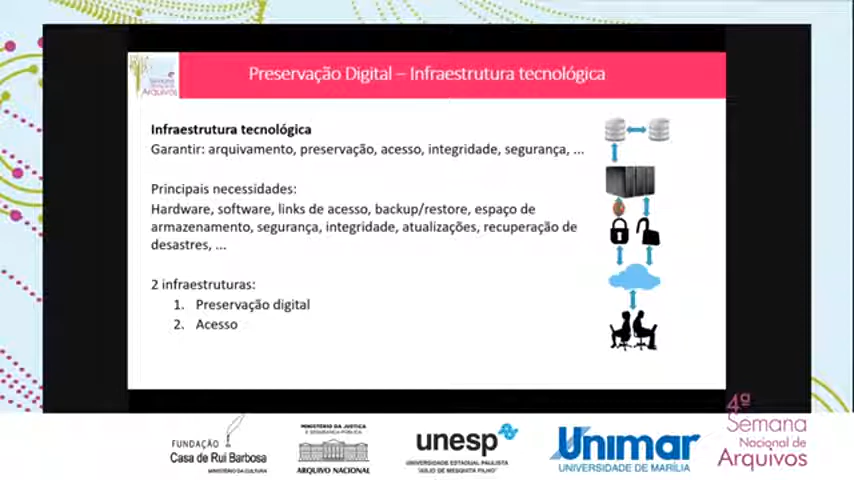 Semana
Nacional de
Arquivos
Preservação Digital – Infraestrutura tecnológica
Infraestrutura tecnológica
Garantir: arquivamento, preservação, acesso, integridade, segurança, ...
Principais necessidades:
Hardware, software, links de acesso, backup/restore, espaço de
armazenamento, segurança, integridade, atualizações, recuperação de
desastres, ...
2 infraestruturas:
1. Preservação digital
2. Acesso
FUNDAÇÃO
Casa de Rui Barbosa
MINISTÉRIO DA CULTURA
MINISTÉRIO DA JUSTIÇA
E SEGURANÇA PÚBLICA
ARQUIVO NACIONAL
unesp
UNIVERSIDADE ESTADUAL PAULISTA
"JÚLIO DE MESQUITA FILHO"
Unimar
UNIVERSIDADE DE MARÍLIA
4ª
Semana
Nacional de
Arquivos